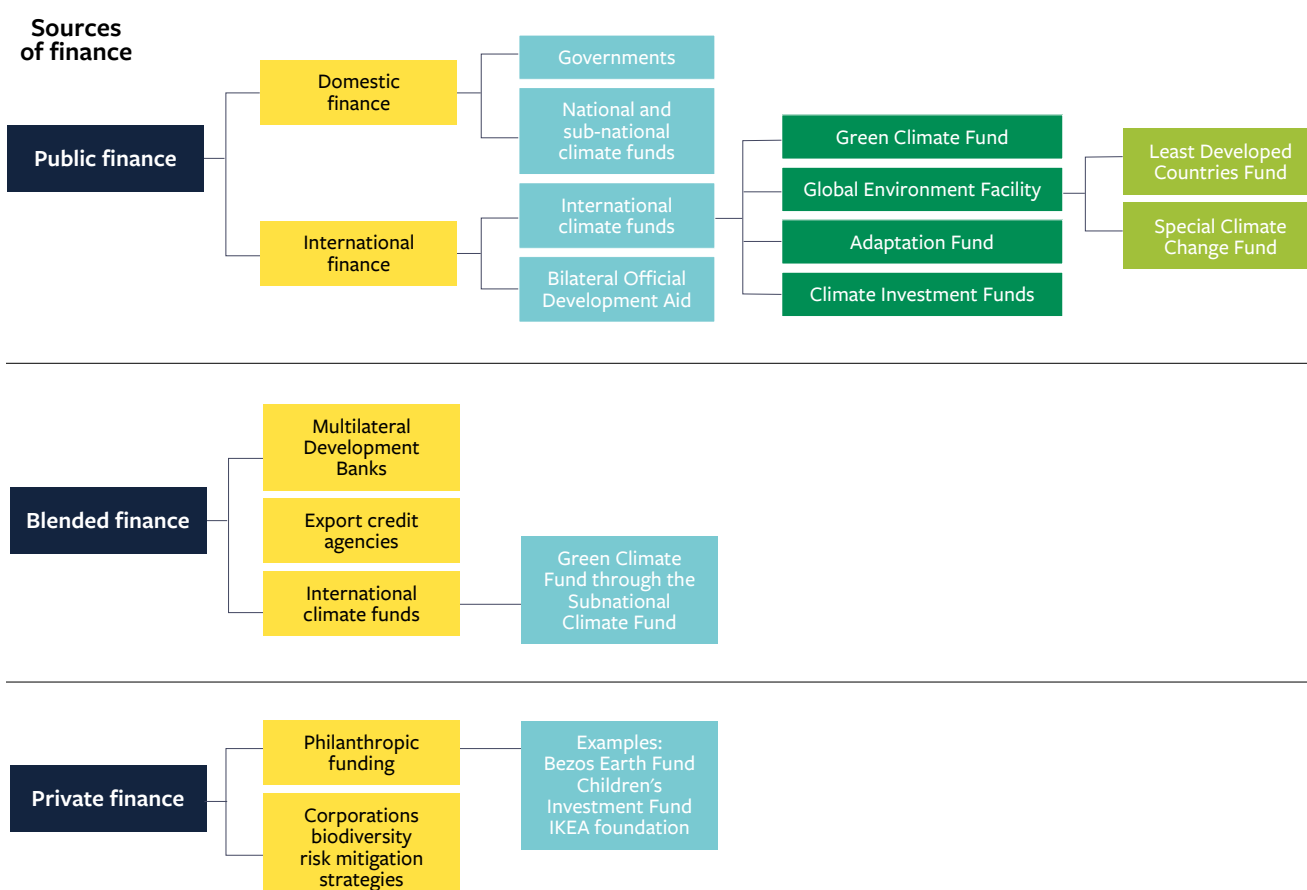 Sources
of finance
Public finance
Domestic
finance
Governments
National and
sub-national
climate funds
International
finance
International
climate funds
Bilateral Official
Development Aid
Green Climate Fund
Global Environment Facility
Adaptation Fund
Climate Investment Funds
Least Developed
Countries Fund
Special Climate
Change Fund
Blended finance
Multilateral
Development
Banks
Export credit
agencies
International
climate funds
Green Climate
Fund through the
Subnational
Climate Fund
Private finance
Philanthropic
funding
Examples:
Bezos Earth Fund
Children's
Investment Fund
IKEA foundation
Corporations
biodiversity
risk mitigation
strategies